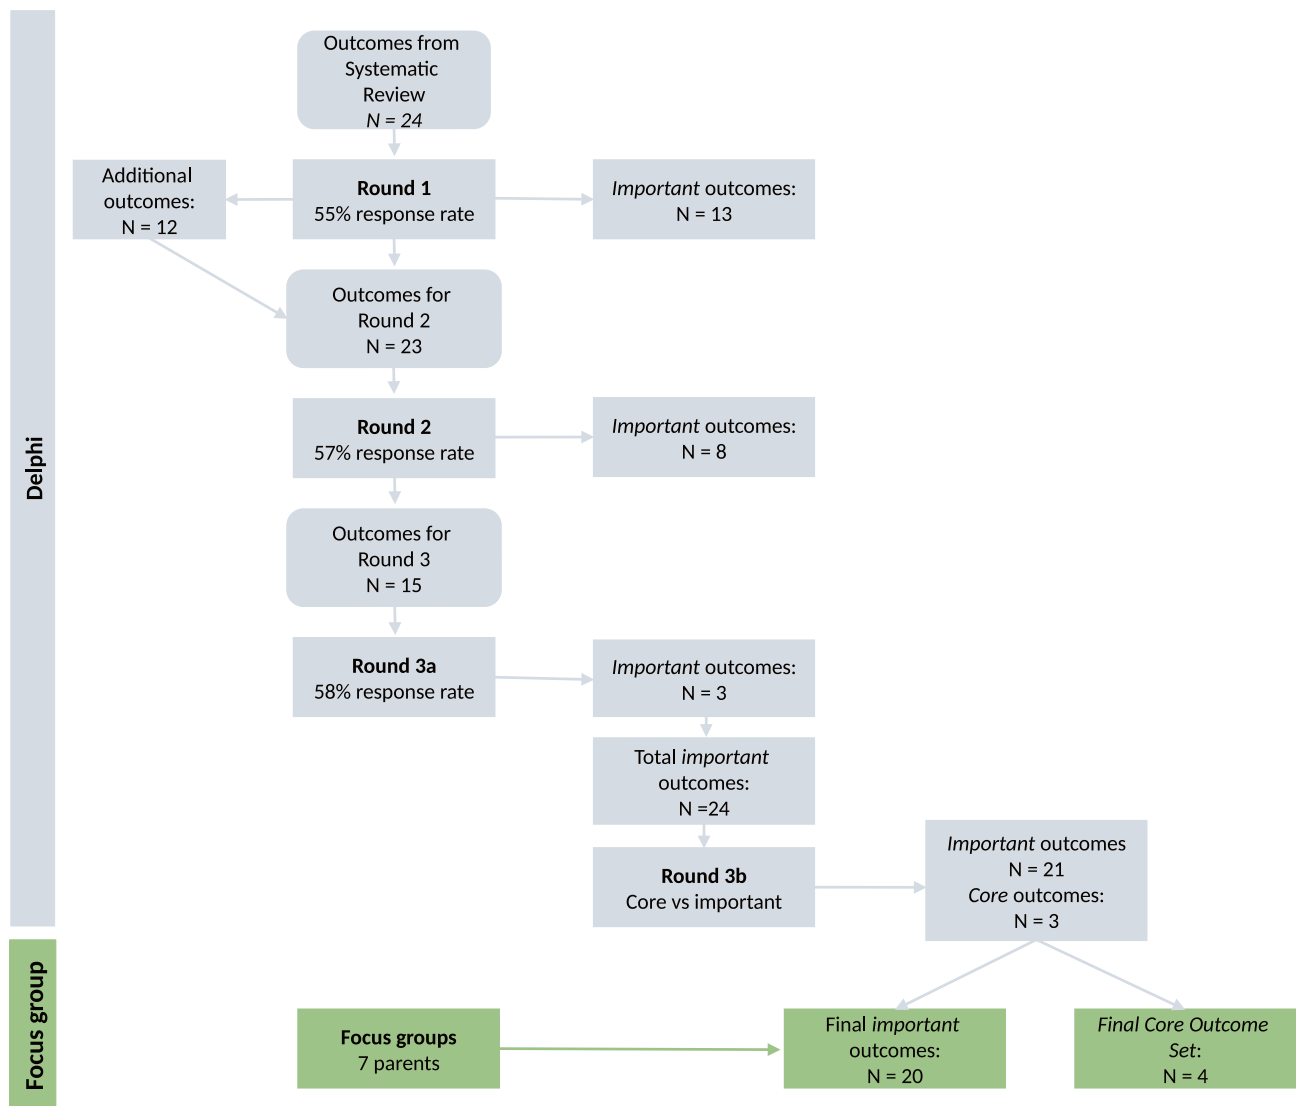 Delphi
Outcomes from
Systematic
Review
N = 24
Additional
outcomes:
N = 12
Round 1
55% response rate
Important outcomes:
N = 13
Outcomes for
Round 2
N = 23
Round 2
57% response rate
Important outcomes:
N = 8
Outcomes for
Round 3
N = 15
Round 3a
58% response rate
Important outcomes:
N = 3
Total important
outcomes:
N =24
Round 3b
Core vs important
Important outcomes
N = 21
Core outcomes:
N = 3
Focus group
Focus groups
7 parents
Final important
outcomes:
N = 20
Final Core Outcome
Set:
N = 4